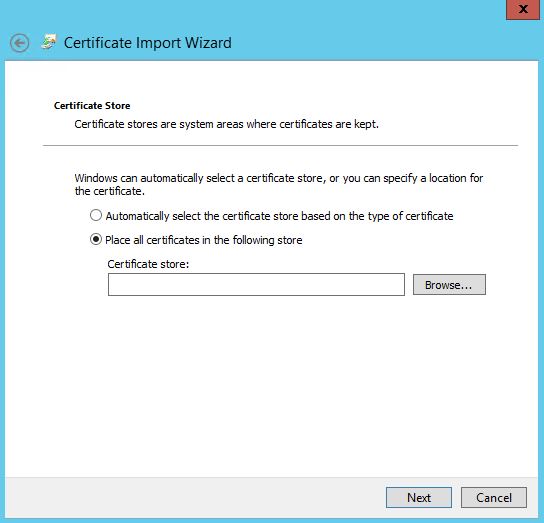 x
Certificate Import Wizard
Certificate Store
Certificate stores are system areas where certificates are kept.
Windows can automatically select a certificate store, or you can specify a location for
the certificate.
Automatically select the certificate store based on the type of certificate
Place all certificates in the following store
Certificate store:
Browse...
Next
Cancel